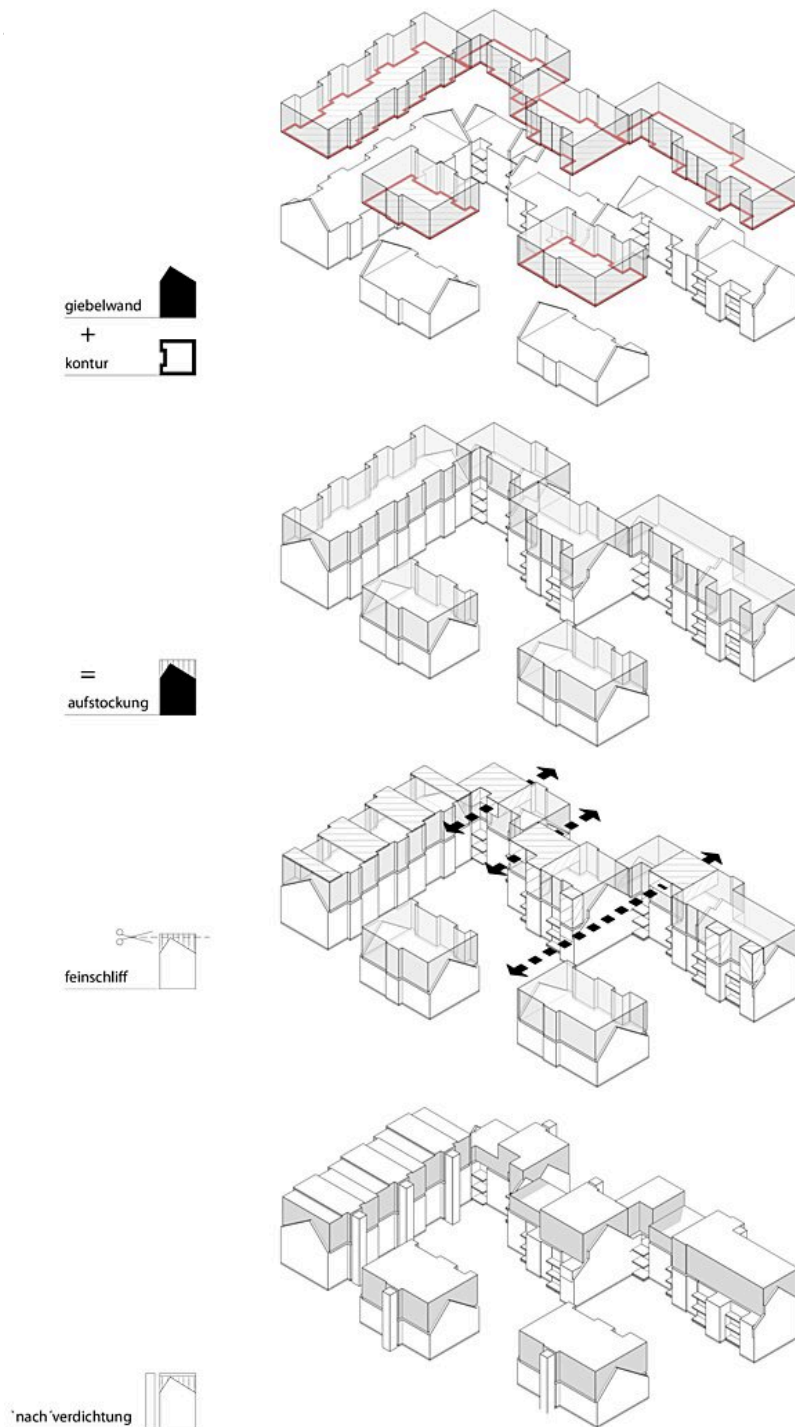 giebelwand
+
kontur
=
aufstockung
feinschliff
'nach'verdichtung